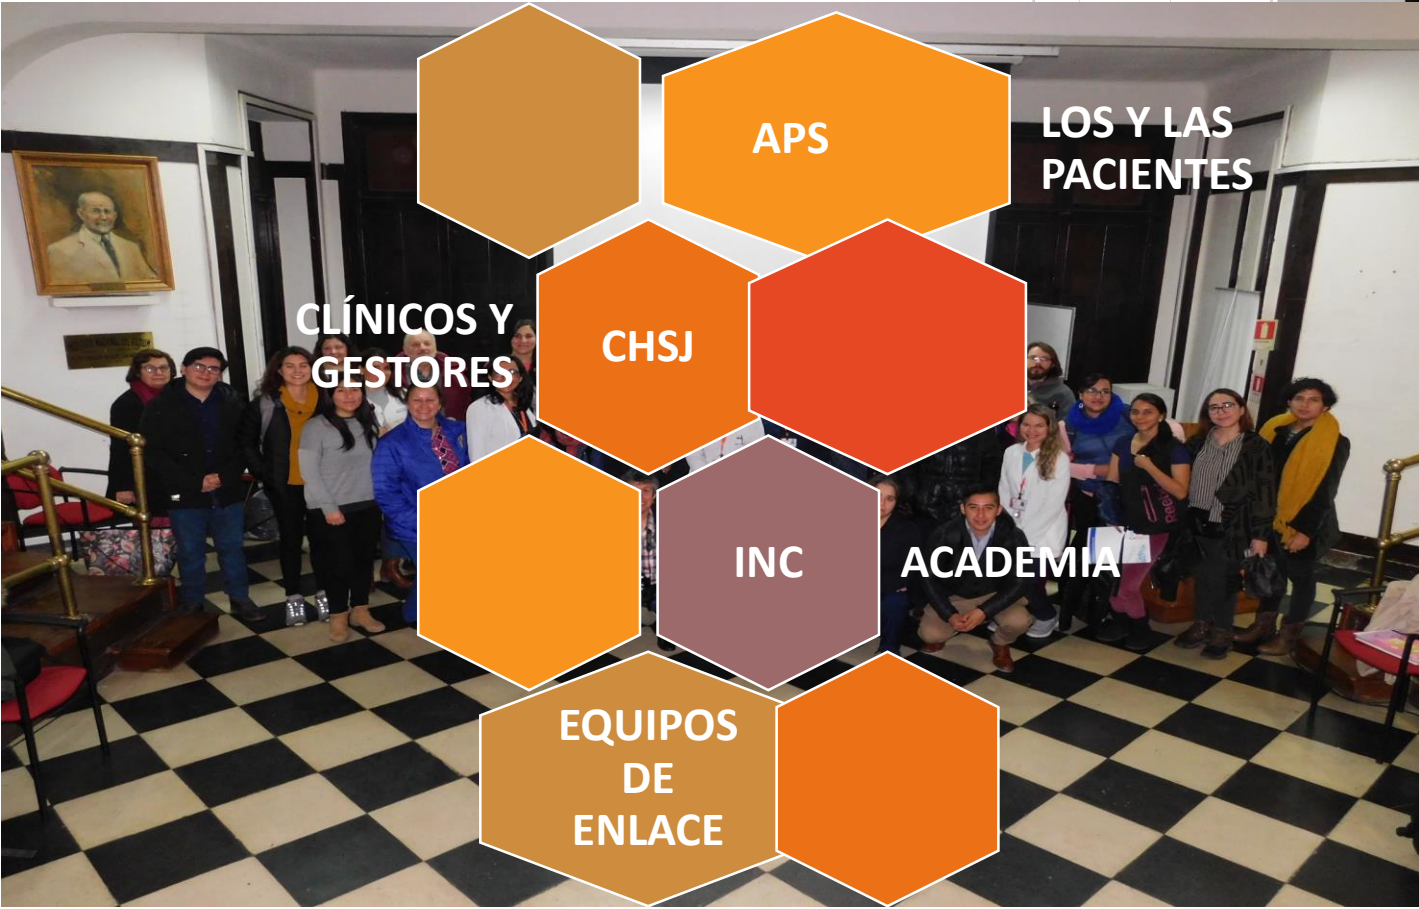 APS
LOS Y LAS
PACIENTES
CLÍNICOS Y
GESTORES
CHSJ
INC
ACADEMIA
EQUIPOS
DE
ENLACE